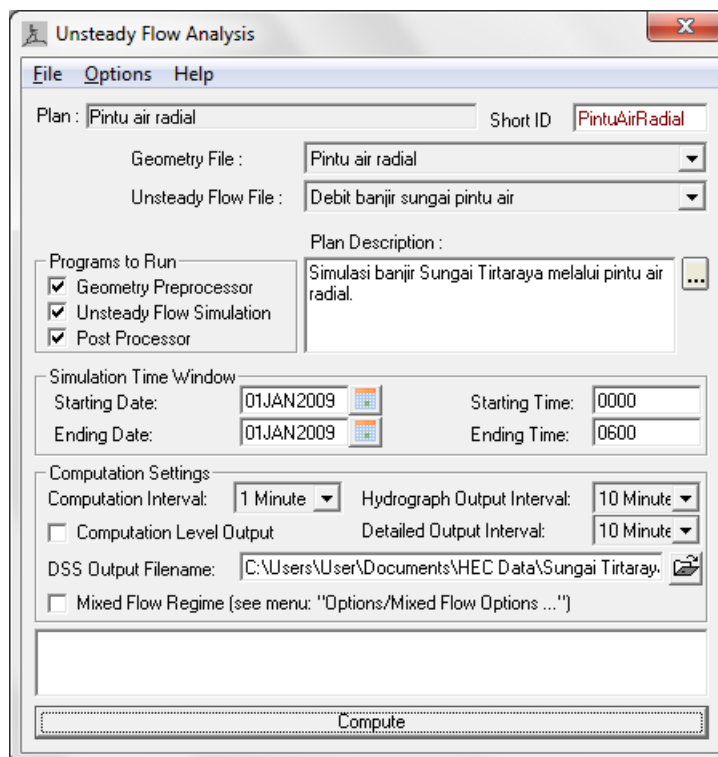 Unsteady Flow Analysis
File Options Help
Plan : Pintu air radial Short ID PintuAirRadial
Geometry File : Pintu air radial
Unsteady Flow File : Debit banjir sungai pintu air
Plan Description :
Programs to Run
Simulasi banjir Sungai Tirtaraya melalui pintu air
radial.
...
Geometry Preprocessor
Unsteady Flow Simulation
Post Processor
Simulation Time Window
Starting Date: 01JAN2009 Starting Time: 0000
Ending Date: 01JAN2009 Ending Time: 0600
Computation Settings
Computation Interval: 1 Minute Hydrograph Output Interval: 10 Minute
Computation Level Output Detailed Output Interval: 10 Minute
DSS Output Filename: C:\Users\User\Documents\HEC Data\Sungai Tirtaray
Mixed Flow Regime (see menu: "Options/Mixed Flow Options ...")
Compute